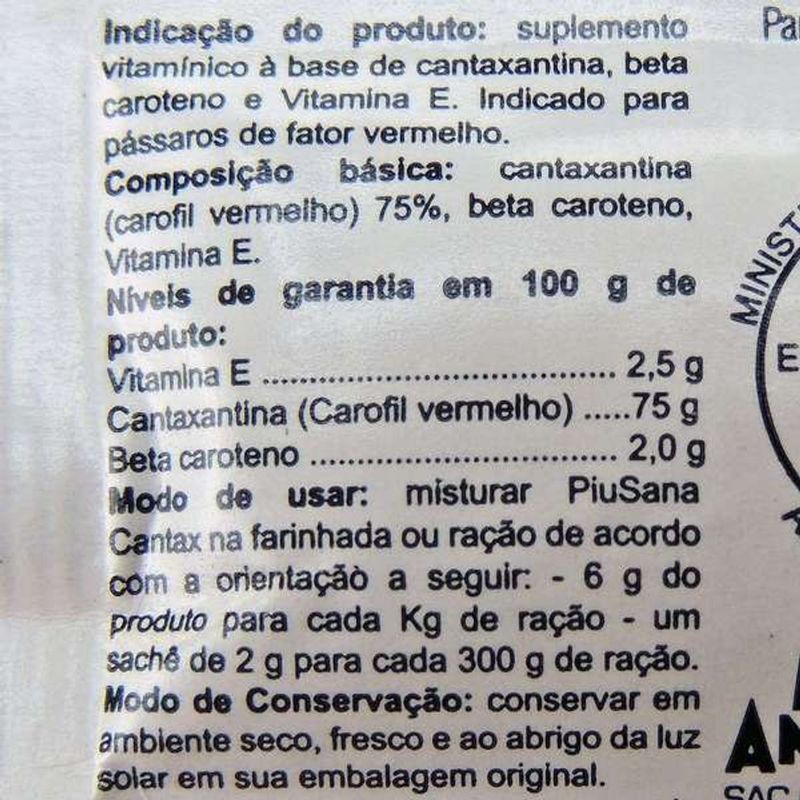 Indicação do produto: suplemento
vitamínico à base de cantaxantina, beta
caroteno e Vitamina E. Indicado para
pássaros de fator vermelho.
Composição básica: cantaxantina
(carofil vermelho) 75%, beta caroteno,
Vitamina E.
Níveis de garantia em 100 g de
produto:
Vitamina E .................................... 2,5 g
Cantaxantina (Carofil vermelho) .....75 g
Beta caroteno ................................. 2,0 g
Modo de usar: misturar PiuSana
Cantax na farinhada ou ração de acordo
com a orientação a seguir: - 6 g do
produto para cada Kg de ração - um
sachê de 2 g para cada 300 g de ração.
Modo de Conservação: conservar em
ambiente seco, fresco e ao abrigo da luz
solar em sua embalagem original.
MINIST
E
SAC